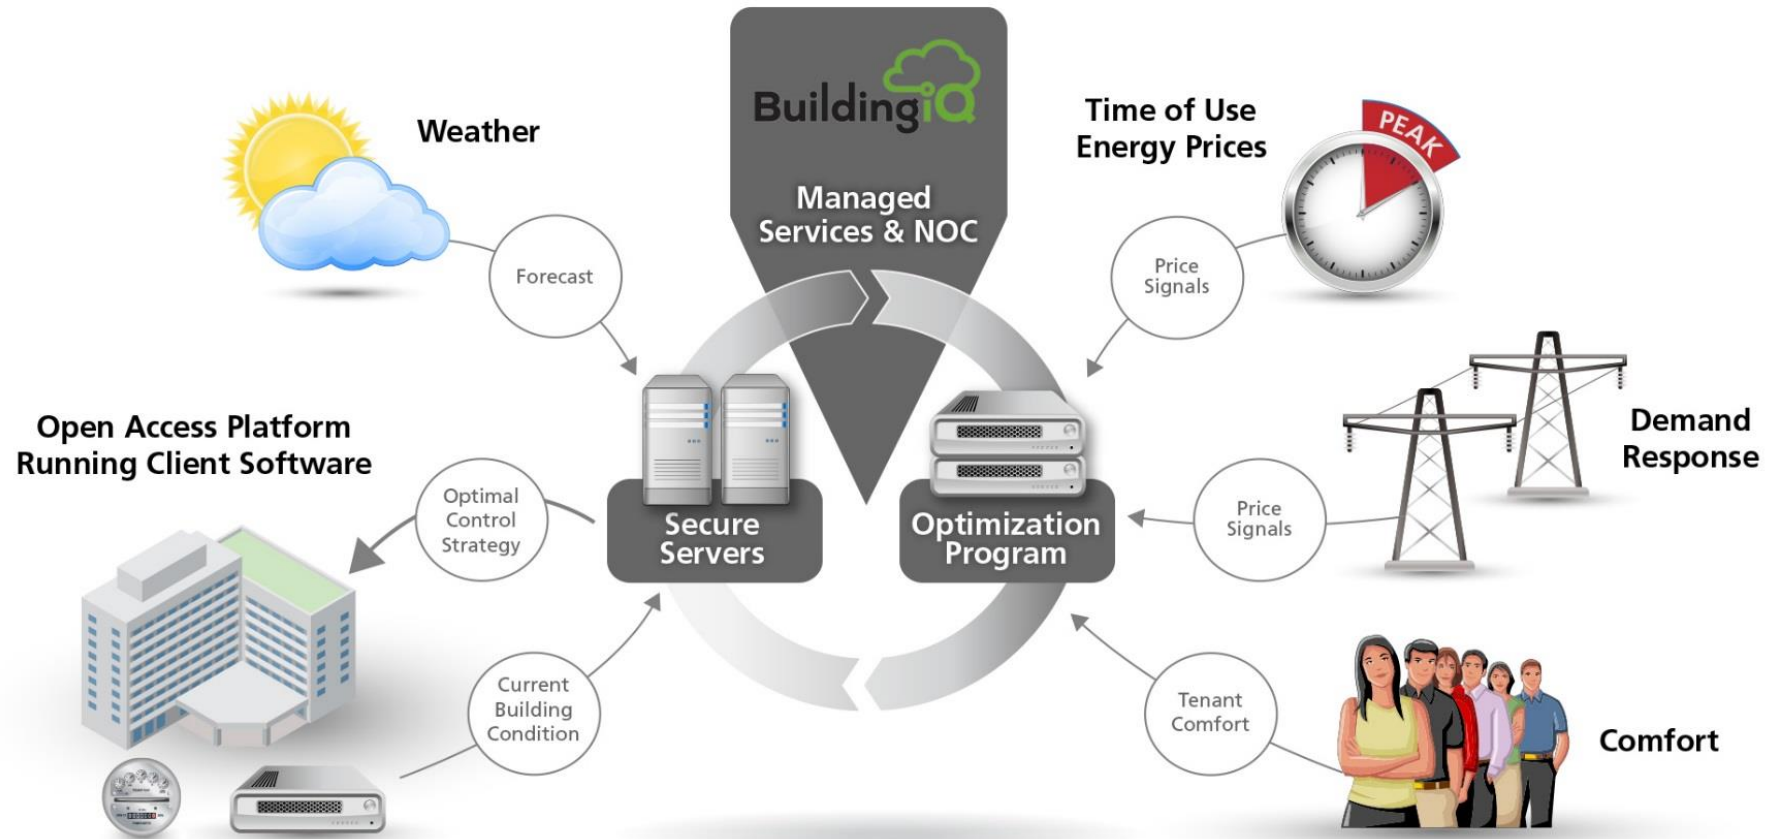 BuildingiQ
Managed
Services & NOC
Weather
Forecast
Time of Use
Energy Prices
PEAK
Price
Signals
Open Access Platform
Running Client Software
Optimal
Control
Strategy
Secure
Servers
Optimization
Program
Price
Signals
Demand
Response
Current
Building
Condition
Tenant
Comfort
Comfort